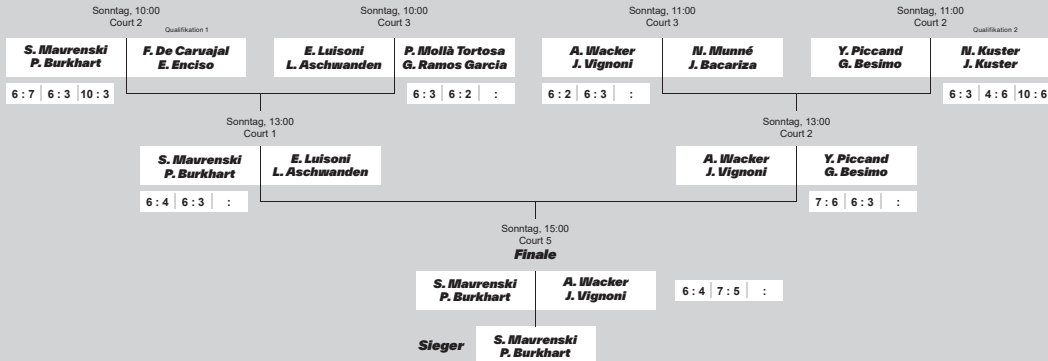 Sonntag, 10:00
Court 2
Qualifikation 1
S. Mavrenski
P. Burkhart
F. De Carvajal
E. Enciso
6 : 7 | 6 : 3 | 10 : 3
Sonntag, 10:00
Court 3
E. Luisoni
L. Aschwanden
P. Mollà Tortosa
G. Ramos Garcia
6 : 3 | 6 : 2 | :
Sonntag, 11:00
Court 3
A. Wacker
J. Vignoni
N. Munné
J. Bacariza
6 : 2 | 6 : 3 | :
Sonntag, 11:00
Court 2
Qualifikation 2
Y. Piccand
G. Besimo
N. Kuster
J. Kuster
6 : 3 | 4 : 6 | 10 : 6
Sonntag, 13:00
Court 1
S. Mavrenski
P. Burkhart
E. Luisoni
L. Aschwanden
6 : 4 | 6 : 3 | :
Sonntag, 13:00
Court 2
A. Wacker
J. Vignoni
Y. Piccand
G. Besimo
7 : 6 | 6 : 3 | :
Sonntag, 15:00
Court 5
Finale
S. Mavrenski
P. Burkhart
A. Wacker
J. Vignoni
6 : 4 | 7 : 5 | :
Sieger
S. Mavrenski
P. Burkhart